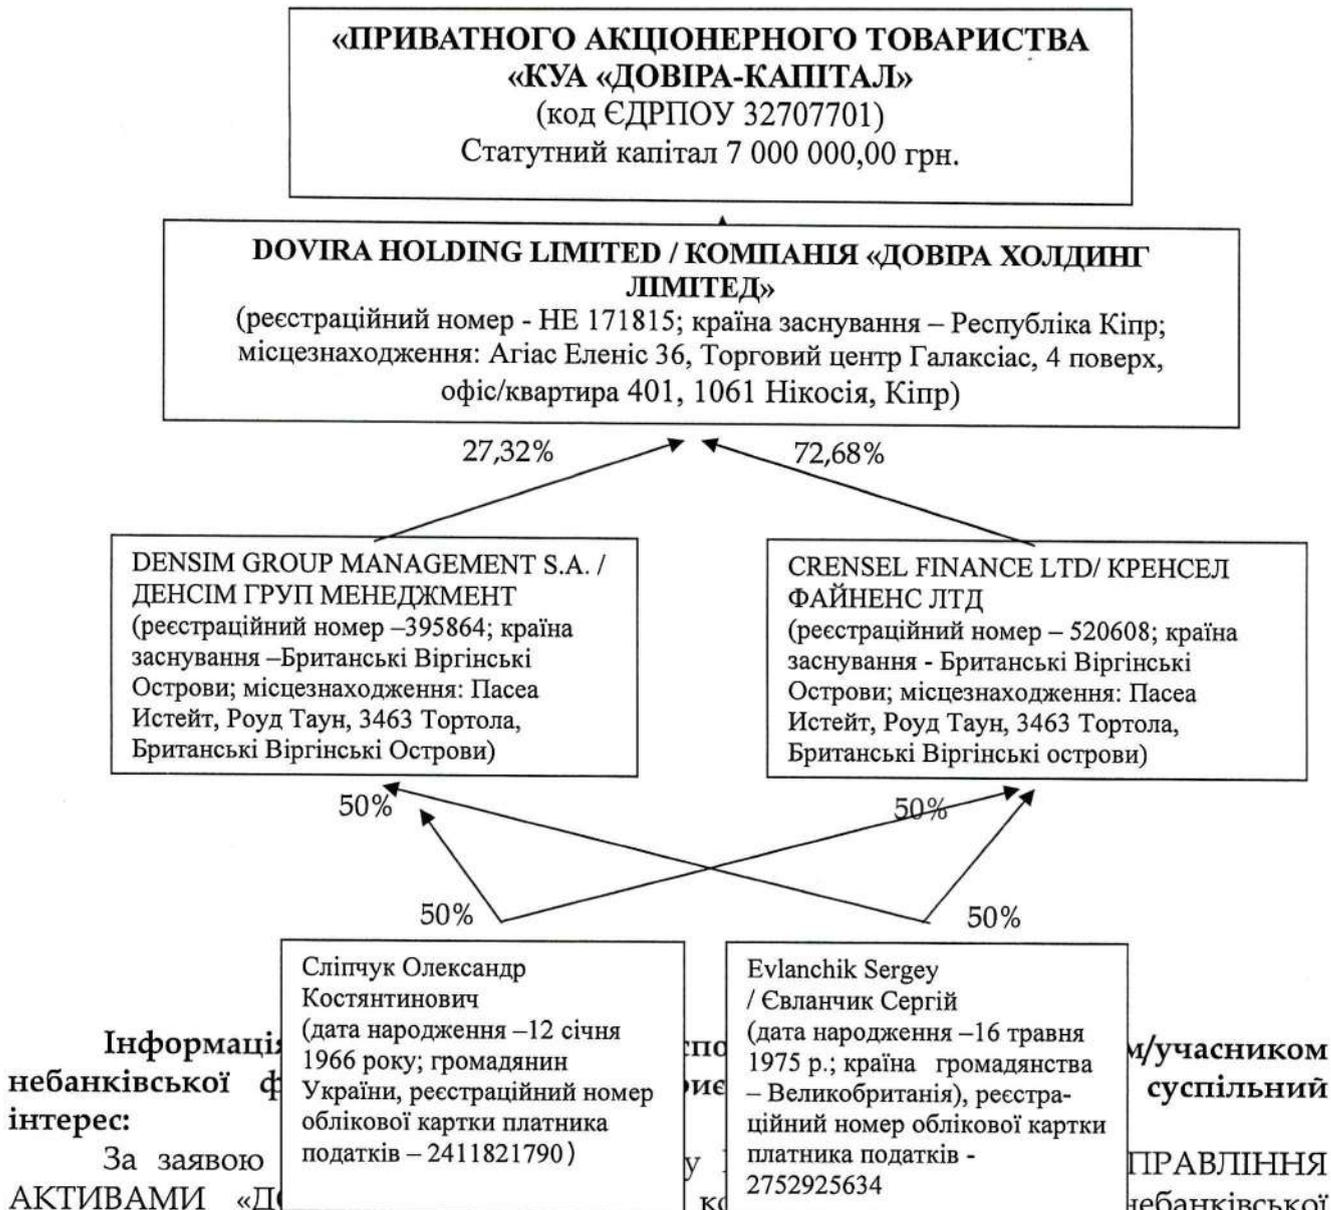 «ПРИВАТНОГО АКЦІОНЕРНОГО ТОВАРИСТВА
«КУА «ДОВІРА-КАПІТАЛ»
(код ЄДРПОУ 32707701)
Статутний капітал 7 000 000,00 грн.
DOVIRA HOLDING LIMITED / КОМПАНІЯ «ДОВІРА ХОЛДИНГ
ЛІМІТЕД»
(реєстраційний номер - НЕ 171815; країна заснування – Республіка Кіпр;
місцезнаходження: Агіас Еленіс 36, Торговий центр Галаксіас, 4 поверх,
офіс/квартира 401, 1061 Нікосія, Кіпр)
27,32%
72,68%
DENSIM GROUP MANAGEMENT S.A. /
ДЕНСІМ ГРУП МЕНЕДЖМЕНТ
(реєстраційний номер –395864; країна
заснування –Британські Віргінські
Острови; місцезнаходження: Пасеа
Истейт, Роуд Таун, 3463 Тортола,
Британські Віргінські Острови)
CRENSEL FINANCE LTD/ КРЕНСЕЛ
ФАЙНЕНС ЛТД
(реєстраційний номер – 520608; країна
заснування - Британські Віргінські
Острови; місцезнаходження: Пасеа
Истейт, Роуд Таун, 3463 Тортола,
Британські Віргінські острови)
50%
50%
50%
50%
Сліпчук Олександр
Костянтинович
(дата народження –12 січня
1966 року; громадянин
України, реєстраційний номер
облікової картки платника
податків – 2411821790)
Evlanchik Sergey
/ Євланчик Сергій
(дата народження –16 травня
1975 р.; країна громадянства
– Великобританія), реєстра-
ційний номер облікової картки
платника податків -
2752925634
Інформація спо м/учасником
небанківської ф риє суспільний
інтерес:
За заявою у ПРАВЛІННЯ
АКТИВАМИ «ДО ко небанківської